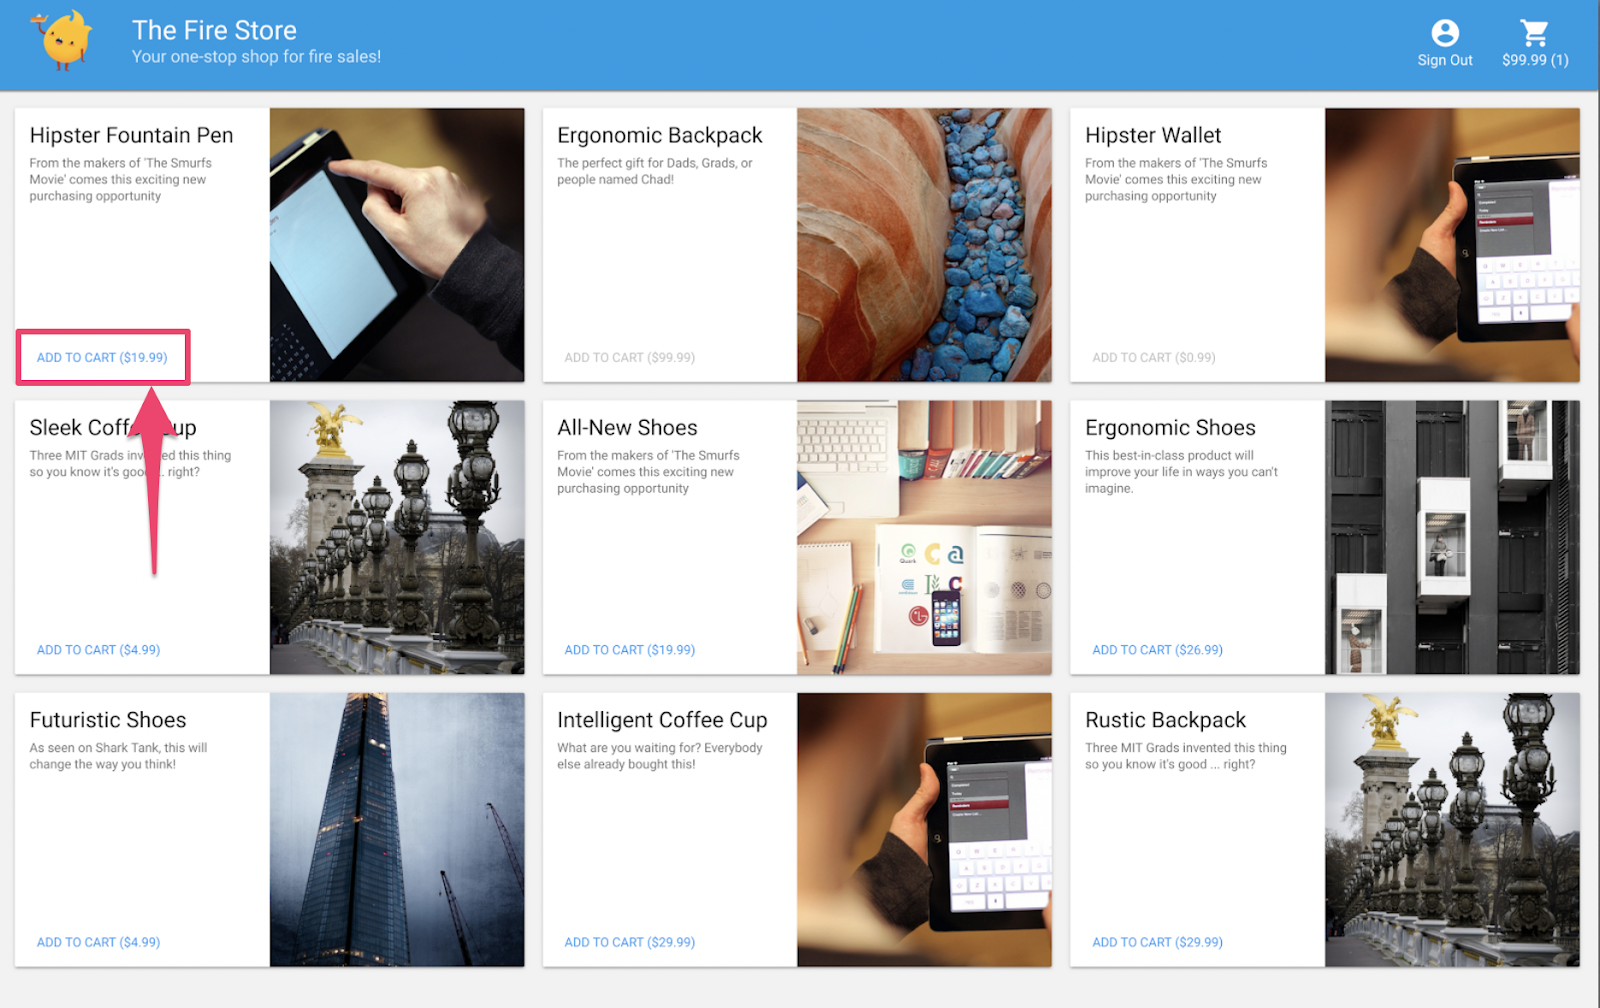 The Fire Store
Your one-stop shop for fire sales!
Sign Out
$99.99 (1)
Hipster Fountain Pen
From the makers of 'The Smurfs
Movie' comes this exciting new
purchasing opportunity
ADD TO CART ($19.99)
Ergonomic Backpack
The perfect gift for Dads, Grads, or
people named Chad!
ADD TO CART ($99.99)
Hipster Wallet
From the makers of 'The Smurfs
Movie' comes this exciting new
purchasing opportunity
ADD TO CART ($0.99)
Sleek Coff up
Three MIT Grads inv d this thing
so you know it's goo .. right?
ADD TO CART ($4.99)
All-New Shoes
From the makers of 'The Smurfs
Movie' comes this exciting new
purchasing opportunity
ADD TO CART ($19.99)
Ergonomic Shoes
This best-in-class product will
improve your life in ways you can't
imagine.
ADD TO CART ($26.99)
Futuristic Shoes
As seen on Shark Tank, this will
change the way you think!
ADD TO CART ($4.99)
Intelligent Coffee Cup
What are you waiting for? Everybody
else already bought this!
ADD TO CART ($29.99)
Rustic Backpack
Three MIT Grads invented this thing
so you know it's good ... right?
ADD TO CART ($29.99)